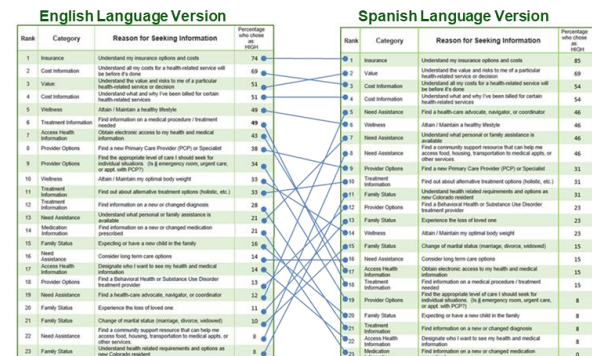 English Language Version
Spanish Language Version
Rank Category Reason for Seeking Information Percentage who chose as: HIGH
1 Insurance Understand my insurance options and costs 74
2 Cost Information Understand all my costs for a health-related service will be before it's done 69
3 Value Understand the value and risks to me of a particular health-related service or decision 51
4 Cost Information Understand what and why I've been billed for certain health-related services 51
5 Wellness Attain / Maintain a healthy lifestyle 49
6 Treatment Information Find information on a medical procedure / treatment needed 49
7 Access Health Information Obtain electronic access to my health and medical information 43
8 Provider Options Find a new Primary Care Provider (PCP) or Specialist 38
9 Provider Options Find the appropriate level of care I should seek for individual situations. (Is it emergency room, urgent care, or appt. with PCP?) 34
10 Wellness Attain / Maintain my optimal body weight 33
11 Treatment Information Find out about alternative treatment options (holistic, etc.) 33
12 Treatment Information Find information on a new or changed diagnosis 28
13 Need Assistance Understand what personal or family assistance is available 21
14 Medication Information Find information on a new or changed medication prescribed 21
15 Family Status Expecting or have a new child in the family 16
16 Need Assistance Consider long term care options 14
17 Access Health Information Designate who I want to see my health and medical information 14
18 Provider Options Find a Behavioral Health or Substance Use Disorder treatment provider 13
19 Need Assistance Find a health-care advocate, navigator, or coordinator 12
20 Family Status Experience the loss of a loved one 11
21 Family Status Change of marital status (marriage, divorce, widowed) 10
22 Need Assistance Find a community support resource that can help me access food, housing, transportation to medical appts, or other services. 8
23 Family Status Understand health related requirements and options as new Colorado resident 8
Rank Category Reason for Seeking Information Percentage who chose as: HIGH
1 Insurance Understand my insurance options and costs 85
2 Value Understand the value and risks to me of a particular health-related service or decision 69
3 Cost Information Understand all my costs for a health-related service will be before it's done 54
4 Cost Information Understand what and why I've been billed for certain health-related services 54
5 Need Assistance Find a health-care advocate, navigator, or coordinator 46
6 Wellness Attain / Maintain a healthy lifestyle 46
7 Need Assistance Understand what personal or family assistance is available 46
8 Need Assistance Find a community support resource that can help me access food, housing, transportation to medical appts, or other services 46
9 Provider Options Find a new Primary Care Provider (PCP) or Specialist 31
10 Treatment Information Find out about alternative treatment options (holistic, etc.) 31
11 Family Status Understand health related requirements and options as new Colorado resident 31
12 Provider Options Find a Behavioral Health or Substance Use Disorder treatment provider 23
13 Family Status Experience the loss of a loved one 23
14 Wellness Attain / Maintain my optimal body weight 23
15 Family Status Change of marital status (marriage, divorce, widowed) 15
16 Need Assistance Consider long term care options 15
17 Access Health Information Obtain electronic access to my health and medical information 15
18 Treatment Information Find information on a medical procedure / treatment needed 15
19 Provider Options Find the appropriate level of care I should seek for individual situations. (Is it emergency room, urgent care, or appt. with PCP?) 8
20 Family Status Expecting or have a new child in the family 8
21 Treatment Information Find information on a new or changed diagnosis 8
22 Access Health Information Designate who I want to see my health and medical information 8
23 Medication Find information on a new or changed medication 0